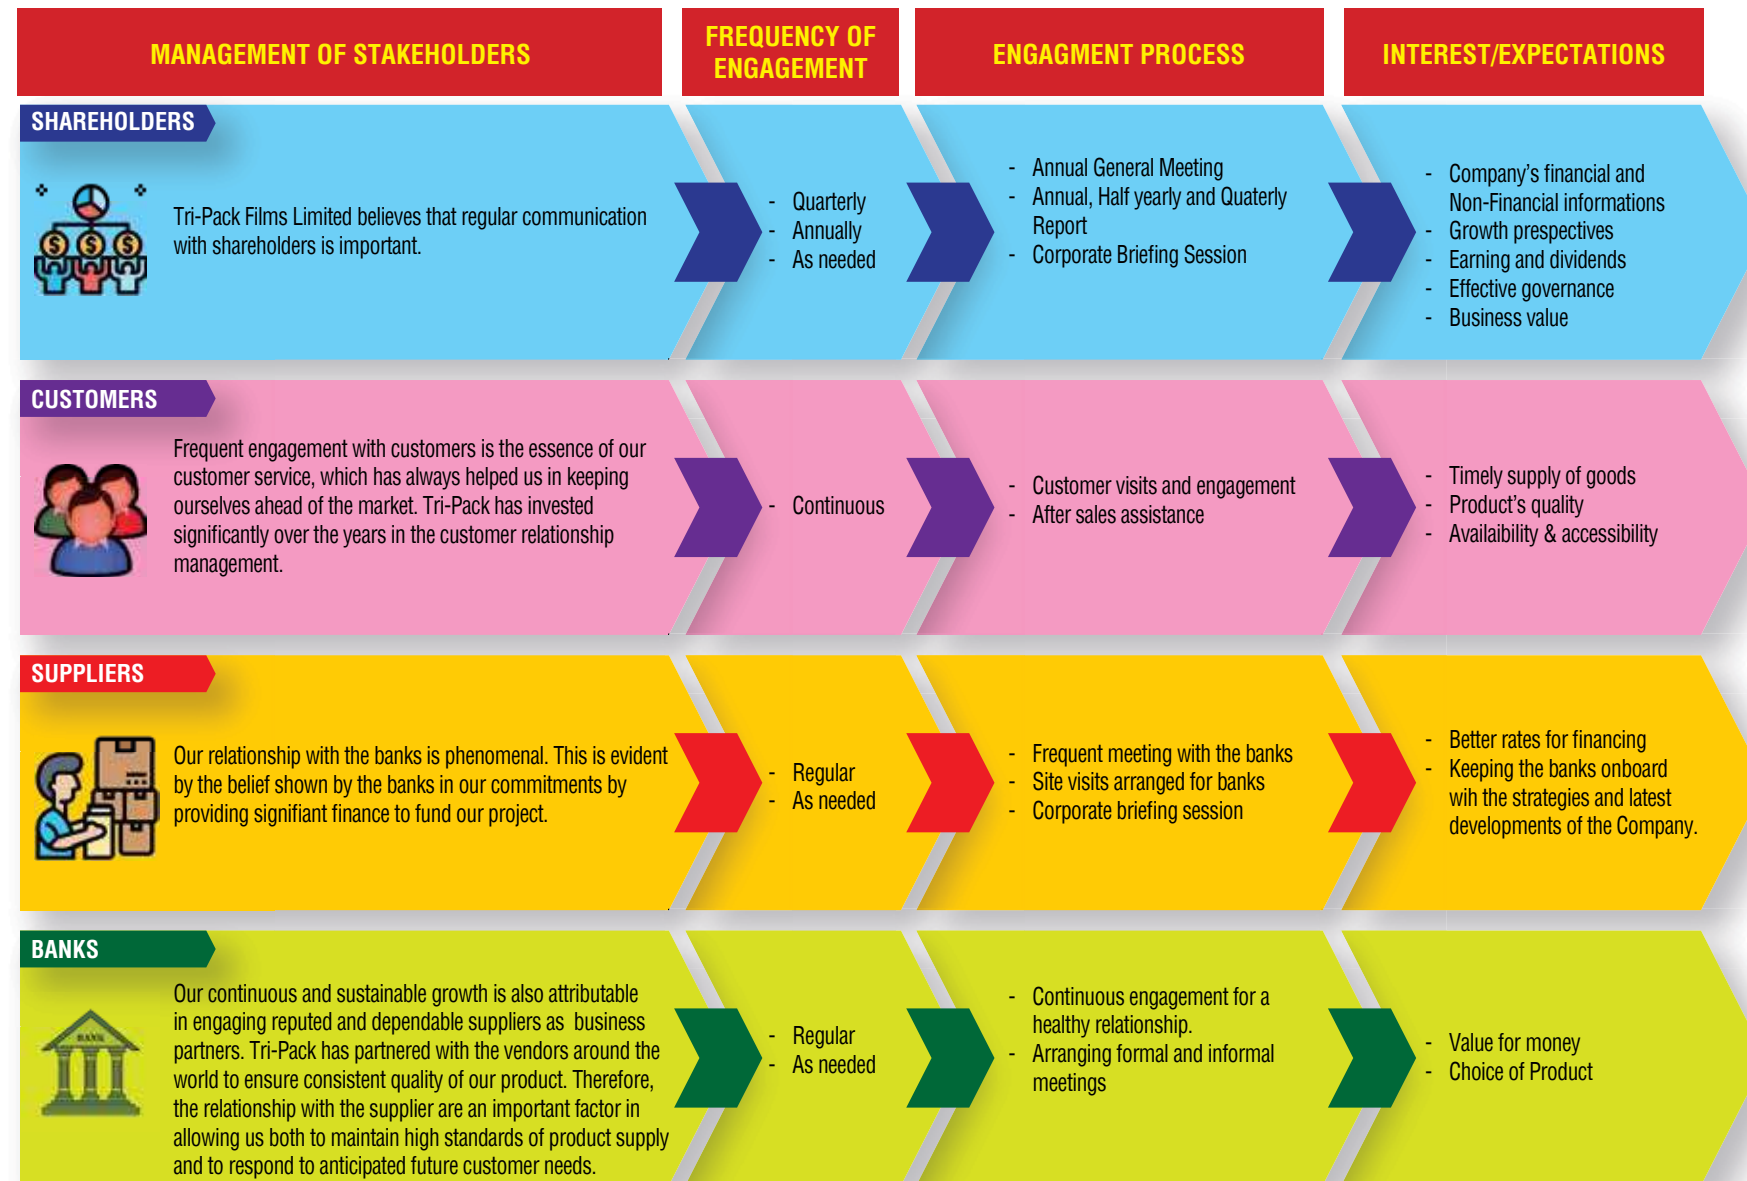 MANAGEMENT OF STAKEHOLDERS
FREQUENCY OF
ENGAGEMENT
ENGAGMENT PROCESS
INTEREST/EXPECTATIONS
SHAREHOLDERS
Tri-Pack Films Limited believes that regular communication
with shareholders is important.
- Quarterly
- Annually
- As needed
- Annual General Meeting
- Annual, Half yearly and Quaterly
Report
- Corporate Briefing Session
- Company's financial and
Non-Financial informations
- Growth prespectives
- Earning and dividends
- Effective governance
- Business value
CUSTOMERS
Frequent engagement with customers is the essence of our
customer service, which has always helped us in keeping
ourselves ahead of the market. Tri-Pack has invested
significantly over the years in the customer relationship
management.
- Continuous
- Customer visits and engagement
- After sales assistance
- Timely supply of goods
- Product's quality
- Availaibility & accessibility
SUPPLIERS
Our relationship with the banks is phenomenal. This is evident
by the belief shown by the banks in our commitments by
providing signifiant finance to fund our project.
- Regular
- As needed
- Frequent meeting with the banks
- Site visits arranged for banks
- Corporate briefing session
- Better rates for financing
- Keeping the banks onboard
wih the strategies and latest
developments of the Company.
BANKS
BANK
Our continuous and sustainable growth is also attributable
in engaging reputed and dependable suppliers as business
partners. Tri-Pack has partnered with the vendors around the
world to ensure consistent quality of our product. Therefore,
the relationship with the supplier are an important factor in
allowing us both to maintain high standards of product supply
and to respond to anticipated future customer needs.
- Regular
- As needed
- Continuous engagement for a
healthy relationship.
- Arranging formal and informal
meetings
- Value for money
- Choice of Product